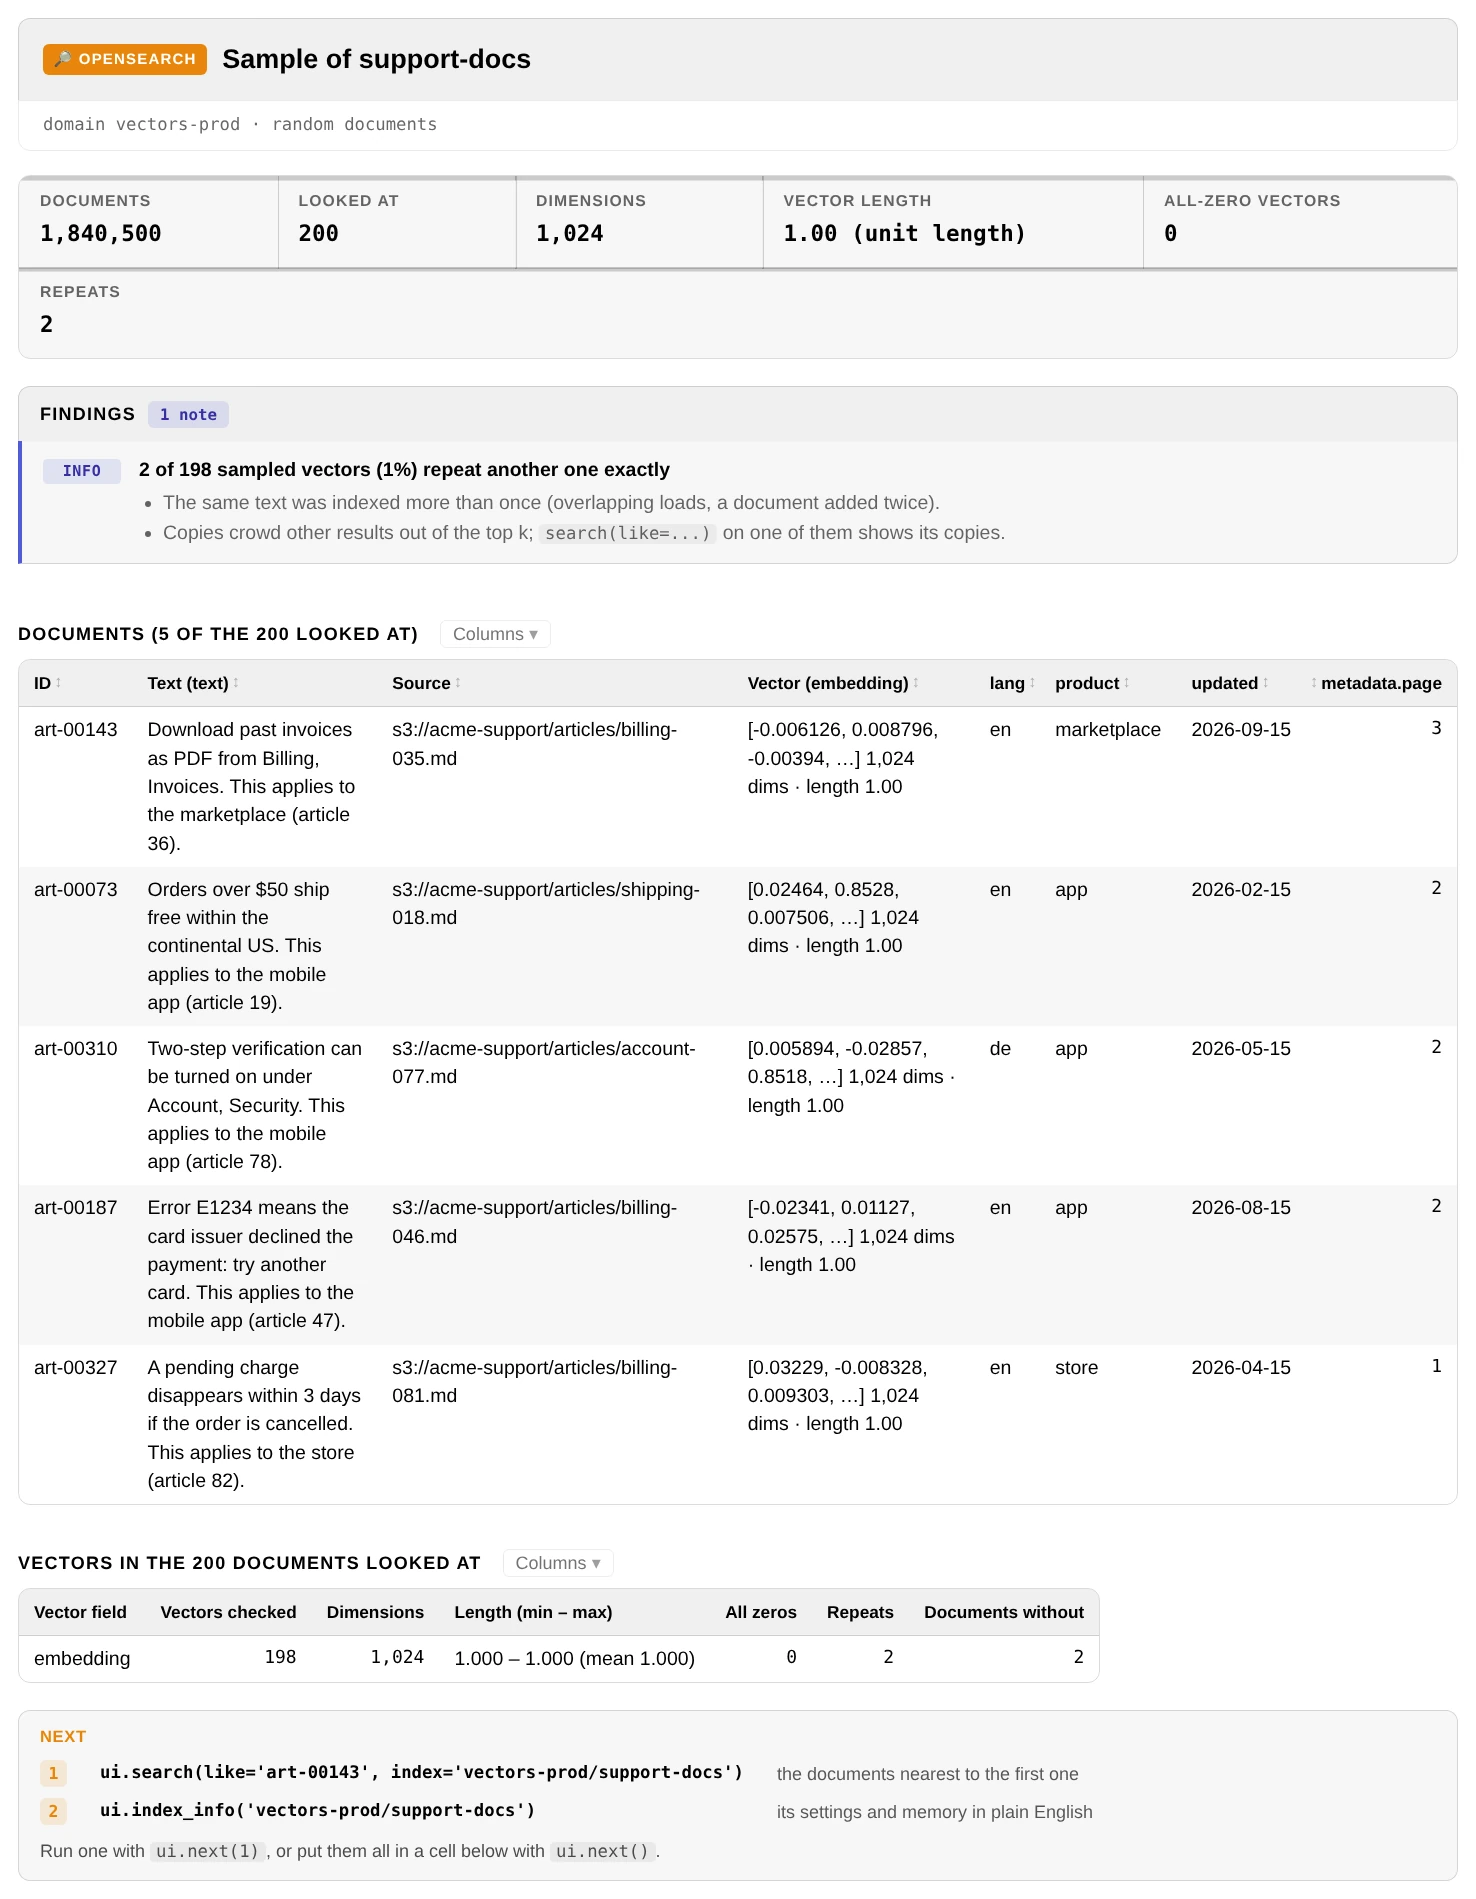 🔎 OPENSEARCH Sample of support-docs
domain vectors-prod · random documents
DOCUMENTS LOOKED AT DIMENSIONS VECTOR LENGTH ALL-ZERO VECTORS
1,840,500 200 1,024 1.00 (unit length) 0
REPEATS
2
FINDINGS 1 note
INFO 2 of 198 sampled vectors (1%) repeat another one exactly
• The same text was indexed more than once (overlapping loads, a document added twice).
• Copies crowd other results out of the top k; search(like=...) on one of them shows its copies.
DOCUMENTS (5 OF THE 200 LOOKED AT) Columns ▾
ID ↕ Text (text) ↕ Source ↕ Vector (embedding) ↕ lang ↕ product ↕ updated ↕ ↕ metadata.page
art-00143 Download past invoices s3://acme-support/articles/billing- [-0.006126, 0.008796, en marketplace 2026-09-15 3
as PDF from Billing, 035.md -0.00394, …] 1,024
Invoices. This applies to dims · length 1.00
the marketplace (article
36).
art-00073 Orders over $50 ship s3://acme-support/articles/shipping- [0.02464, 0.8528, en app 2026-02-15 2
free within the 018.md 0.007506, …] 1,024
continental US. This dims · length 1.00
applies to the mobile
app (article 19).
art-00310 Two-step verification can s3://acme-support/articles/account- [0.005894, -0.02857, de app 2026-05-15 2
be turned on under 077.md 0.8518, …] 1,024 dims ·
Account, Security. This length 1.00
applies to the mobile
app (article 78).
art-00187 Error E1234 means the s3://acme-support/articles/billing- [-0.02341, 0.01127, en app 2026-08-15 2
card issuer declined the 046.md 0.02575, …] 1,024 dims
payment: try another · length 1.00
card. This applies to the
mobile app (article 47).
art-00327 A pending charge s3://acme-support/articles/billing- [0.03229, -0.008328, en store 2026-04-15 1
disappears within 3 days 081.md 0.009303, …] 1,024
if the order is cancelled. dims · length 1.00
This applies to the store
(article 82).
VECTORS IN THE 200 DOCUMENTS LOOKED AT Columns ▾
Vector field Vectors checked Dimensions Length (min – max) All zeros Repeats Documents without
embedding 198 1,024 1.000 – 1.000 (mean 1.000) 0 2 2
NEXT
1 ui.search(like='art-00143', index='vectors-prod/support-docs') the documents nearest to the first one
2 ui.index_info('vectors-prod/support-docs') its settings and memory in plain English
Run one with ui.next(1), or put them all in a cell below with ui.next().